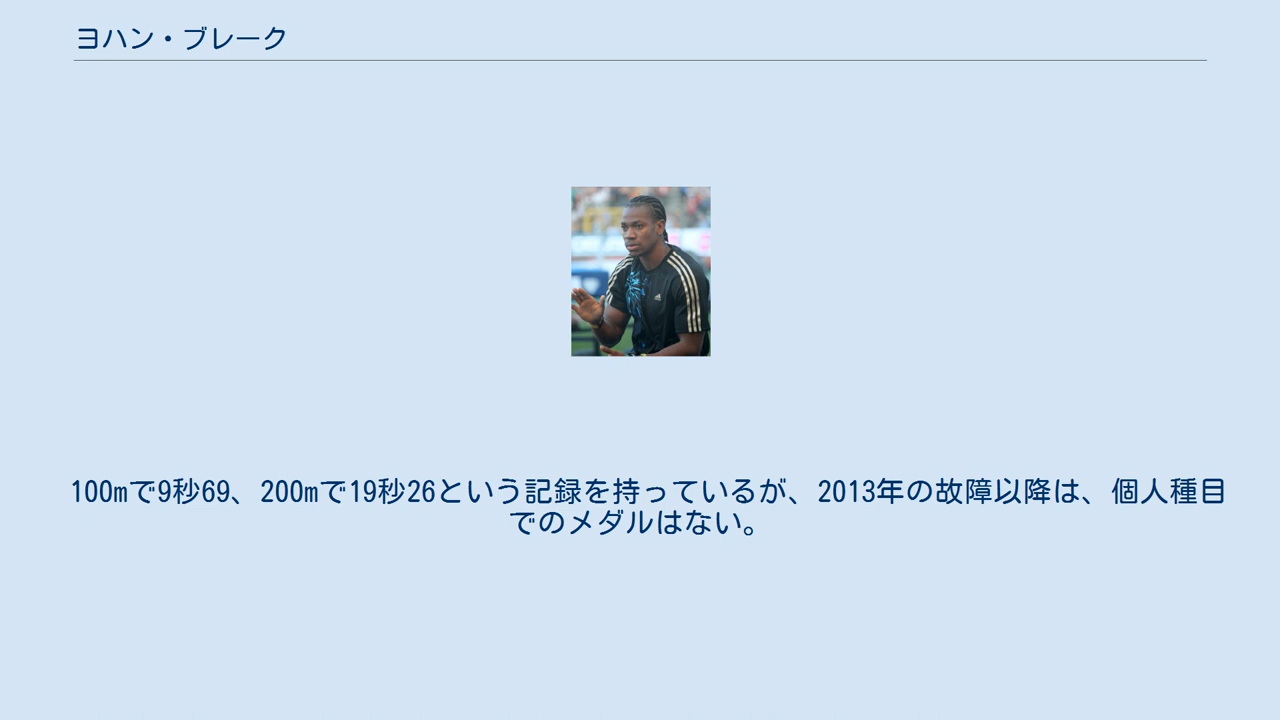 ヨハン・ブレーク
100mで9秒69、200mで19秒26という記録を持っているが、2013年の故障以降は、個人種目
でのメダルはない。